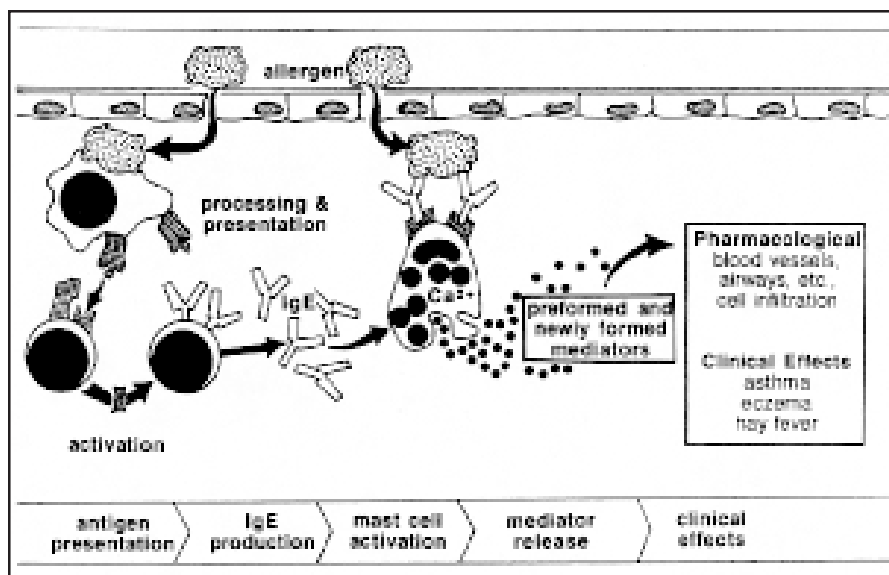 allergen
processing &
presentation
IgE
Ca²⁺
activation
preformed and
newly formed
mediators
Pharmacological
blood vessels,
airways, etc.,
cell infiltration
Clinical Effects
asthma
eczema
hay fever
antigen
presentation
IgE
production
mast cell
activation
mediator
release
clinical
effects